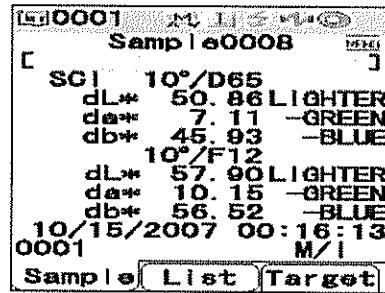 0001
Sample0008
MENU
SCI 10°/D65
dL* 50.86 LIGHTER
da* 7.11 -GREEN
db* 45.93 -BLUE
10°/F12
dL* 57.90 LIGHTER
da* 10.15 -GREEN
db* 56.52 -BLUE
10/15/2007 00:16:13
0001 M/I
Sample List Target